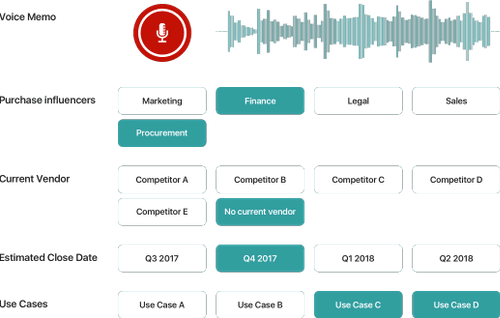 Voice Memo
Purchase influencers
Marketing Finance Legal Sales
Procurement
Current Vendor
Competitor A Competitor B Competitor C Competitor D
Competitor E No current vendor
Estimated Close Date
Q3 2017 Q4 2017 Q1 2018 Q2 2018
Use Cases
Use Case A Use Case B Use Case C Use Case D